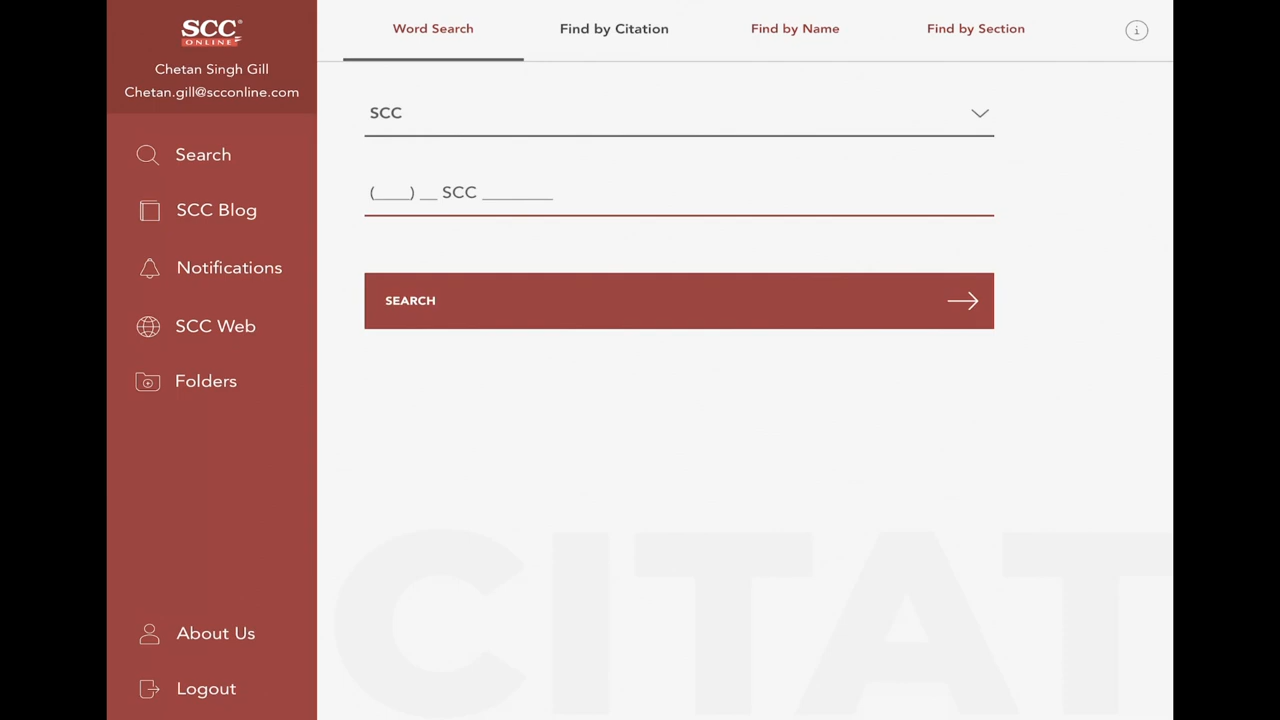 SCC®
ONLINE
Chetan Singh Gill
Chetan.gill@scconline.com
Search
SCC Blog
Notifications
SCC Web
Folders
About Us
Logout
Word Search
Find by Citation
Find by Name
Find by Section
i
SCC
(____) __ SCC ________
SEARCH
CITAT